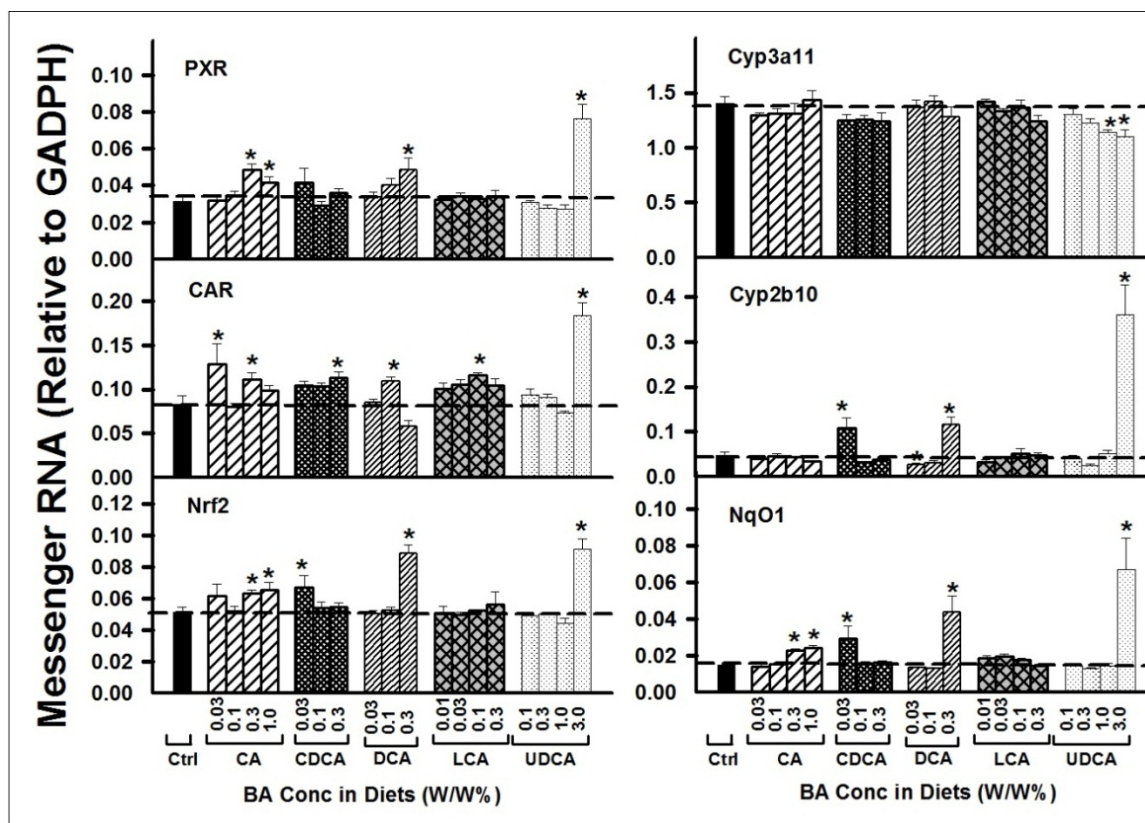 Messenger RNA (Relative to GADPH)
PXR
0.10
0.08
0.06
0.04
0.02
0.00
* * * *
CAR
0.20
0.15
0.10
0.05
0.00
* * * * * *
Nrf2
0.12
0.10
0.08
0.06
0.04
0.02
0.00
* * * * *
0.03 0.1 0.3 1.0 0.03 0.1 0.3 0.03 0.1 0.3 0.01 0.03 0.1 0.3 0.1 0.3 1.0 3.0
Ctrl CA CDCA DCA LCA UDCA
BA Conc in Diets (W/W%)
Cyp3a11
1.5
1.0
0.5
0.0
* *
Cyp2b10
0.4
0.3
0.2
0.1
0.0
* * * *
NqO1
0.08
0.06
0.04
0.02
0.00
* * * * *
0.03 0.1 0.3 1.0 0.03 0.1 0.3 0.03 0.1 0.3 0.01 0.03 0.1 0.3 0.1 0.3 1.0 3.0
Ctrl CA CDCA DCA LCA UDCA
BA Conc in Diets (W/W%)